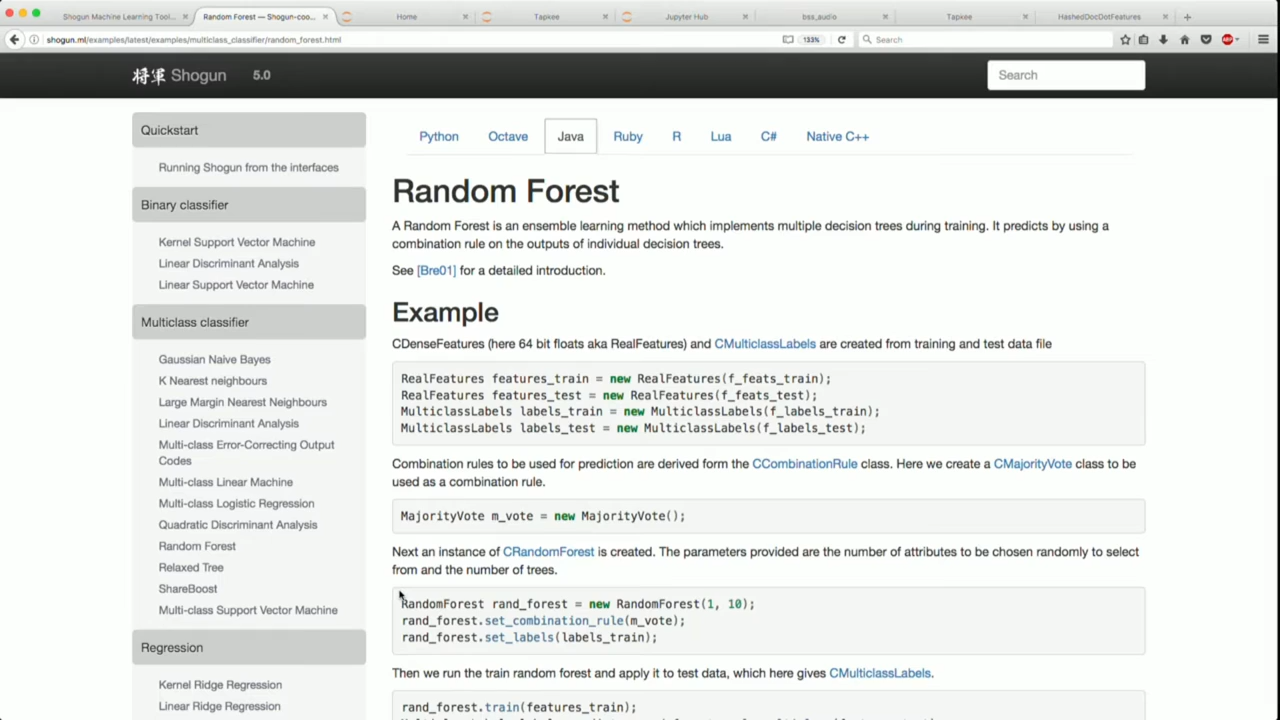 Shogun Machine Learning Tool...
Random Forest — Shogun-coo...
Home
Tapkee
Jupyter Hub
bss_audio
Tapkee
HashedDocDotFeatures
shogun.ml/examples/latest/examples/multiclass_classifier/random_forest.html
133%
Search
ABP
将軍 Shogun 5.0
Search
Quickstart
Running Shogun from the interfaces
Binary classifier
Kernel Support Vector Machine
Linear Discriminant Analysis
Linear Support Vector Machine
Multiclass classifier
Gaussian Naive Bayes
K Nearest neighbours
Large Margin Nearest Neighbours
Linear Discriminant Analysis
Multi-class Error-Correcting Output
Codes
Multi-class Linear Machine
Multi-class Logistic Regression
Quadratic Discriminant Analysis
Random Forest
Relaxed Tree
ShareBoost
Multi-class Support Vector Machine
Regression
Kernel Ridge Regression
Linear Ridge Regression
Python Octave Java Ruby R Lua C# Native C++
Random Forest
A Random Forest is an ensemble learning method which implements multiple decision trees during training. It predicts by using a
combination rule on the outputs of individual decision trees.
See [Bre01] for a detailed introduction.
Example
CDenseFeatures (here 64 bit floats aka RealFeatures) and CMulticlassLabels are created from training and test data file
RealFeatures features_train = new RealFeatures(f_feats_train);
RealFeatures features_test = new RealFeatures(f_feats_test);
MulticlassLabels labels_train = new MulticlassLabels(f_labels_train);
MulticlassLabels labels_test = new MulticlassLabels(f_labels_test);
Combination rules to be used for prediction are derived form the CCombinationRule class. Here we create a CMajorityVote class to be
used as a combination rule.
MajorityVote m_vote = new MajorityVote();
Next an instance of CRandomForest is created. The parameters provided are the number of attributes to be chosen randomly to select
from and the number of trees.
RandomForest rand_forest = new RandomForest(1, 10);
rand_forest.set_combination_rule(m_vote);
rand_forest.set_labels(labels_train);
Then we run the train random forest and apply it to test data, which here gives CMulticlassLabels.
rand_forest.train(features_train);